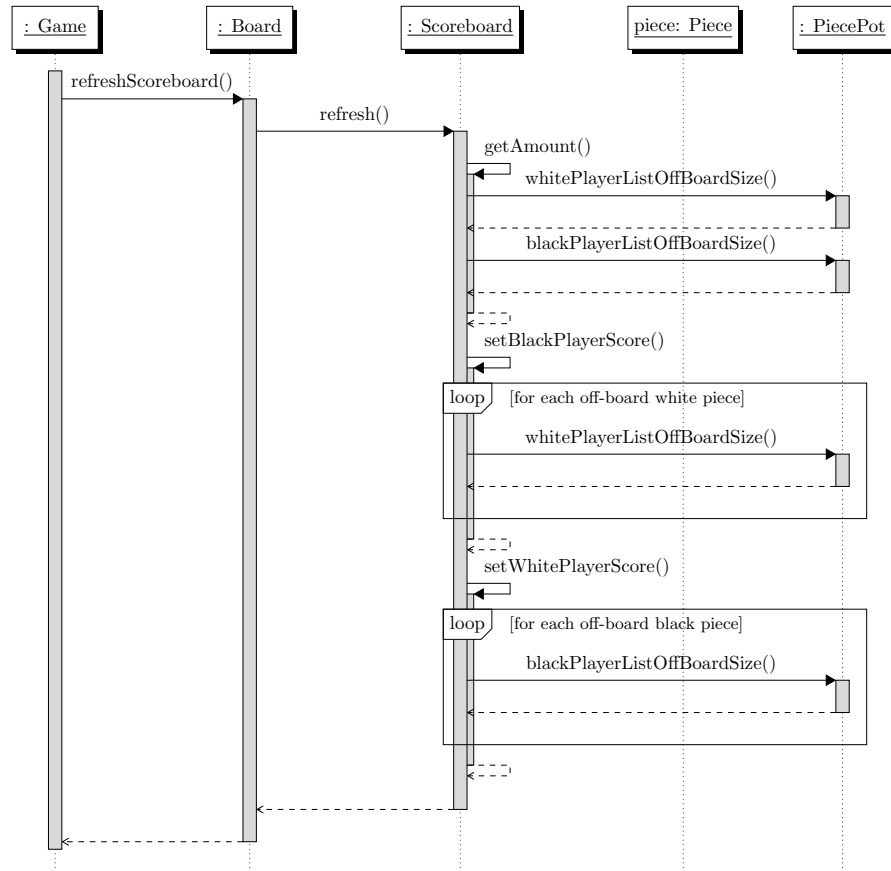 : Game
: Board
: Scoreboard
piece: Piece
: PiecePot
refreshScoreboard()
refresh()
getAmount()
whitePlayerListOffBoardSize()
blackPlayerListOffBoardSize()
setBlackPlayerScore()
loop [for each off-board white piece]
whitePlayerListOffBoardSize()
setWhitePlayerScore()
loop [for each off-board black piece]
blackPlayerListOffBoardSize()